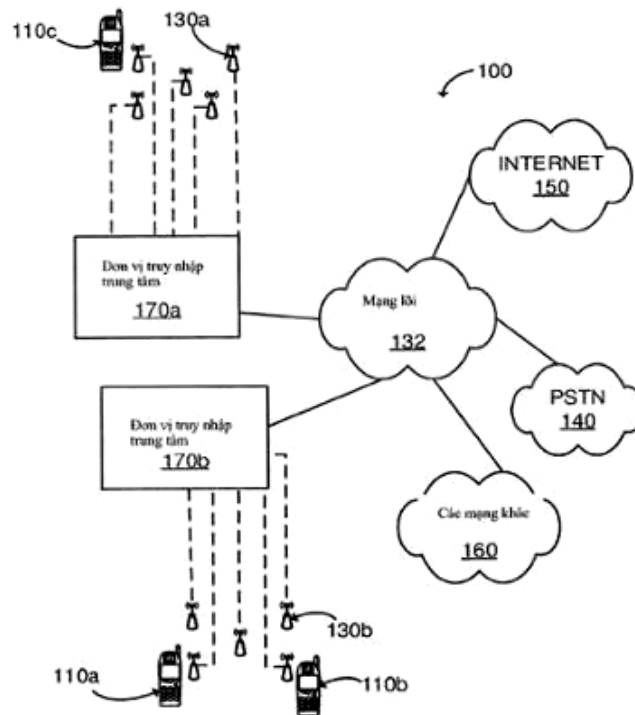 110c
130a
100
INTERNET
150
Đơn vị truy nhập
trung tâm
170a
Mạng lõi
132
PSTN
140
Đơn vị truy nhập
trung tâm
170b
Các mạng khác
160
130b
110a
110b